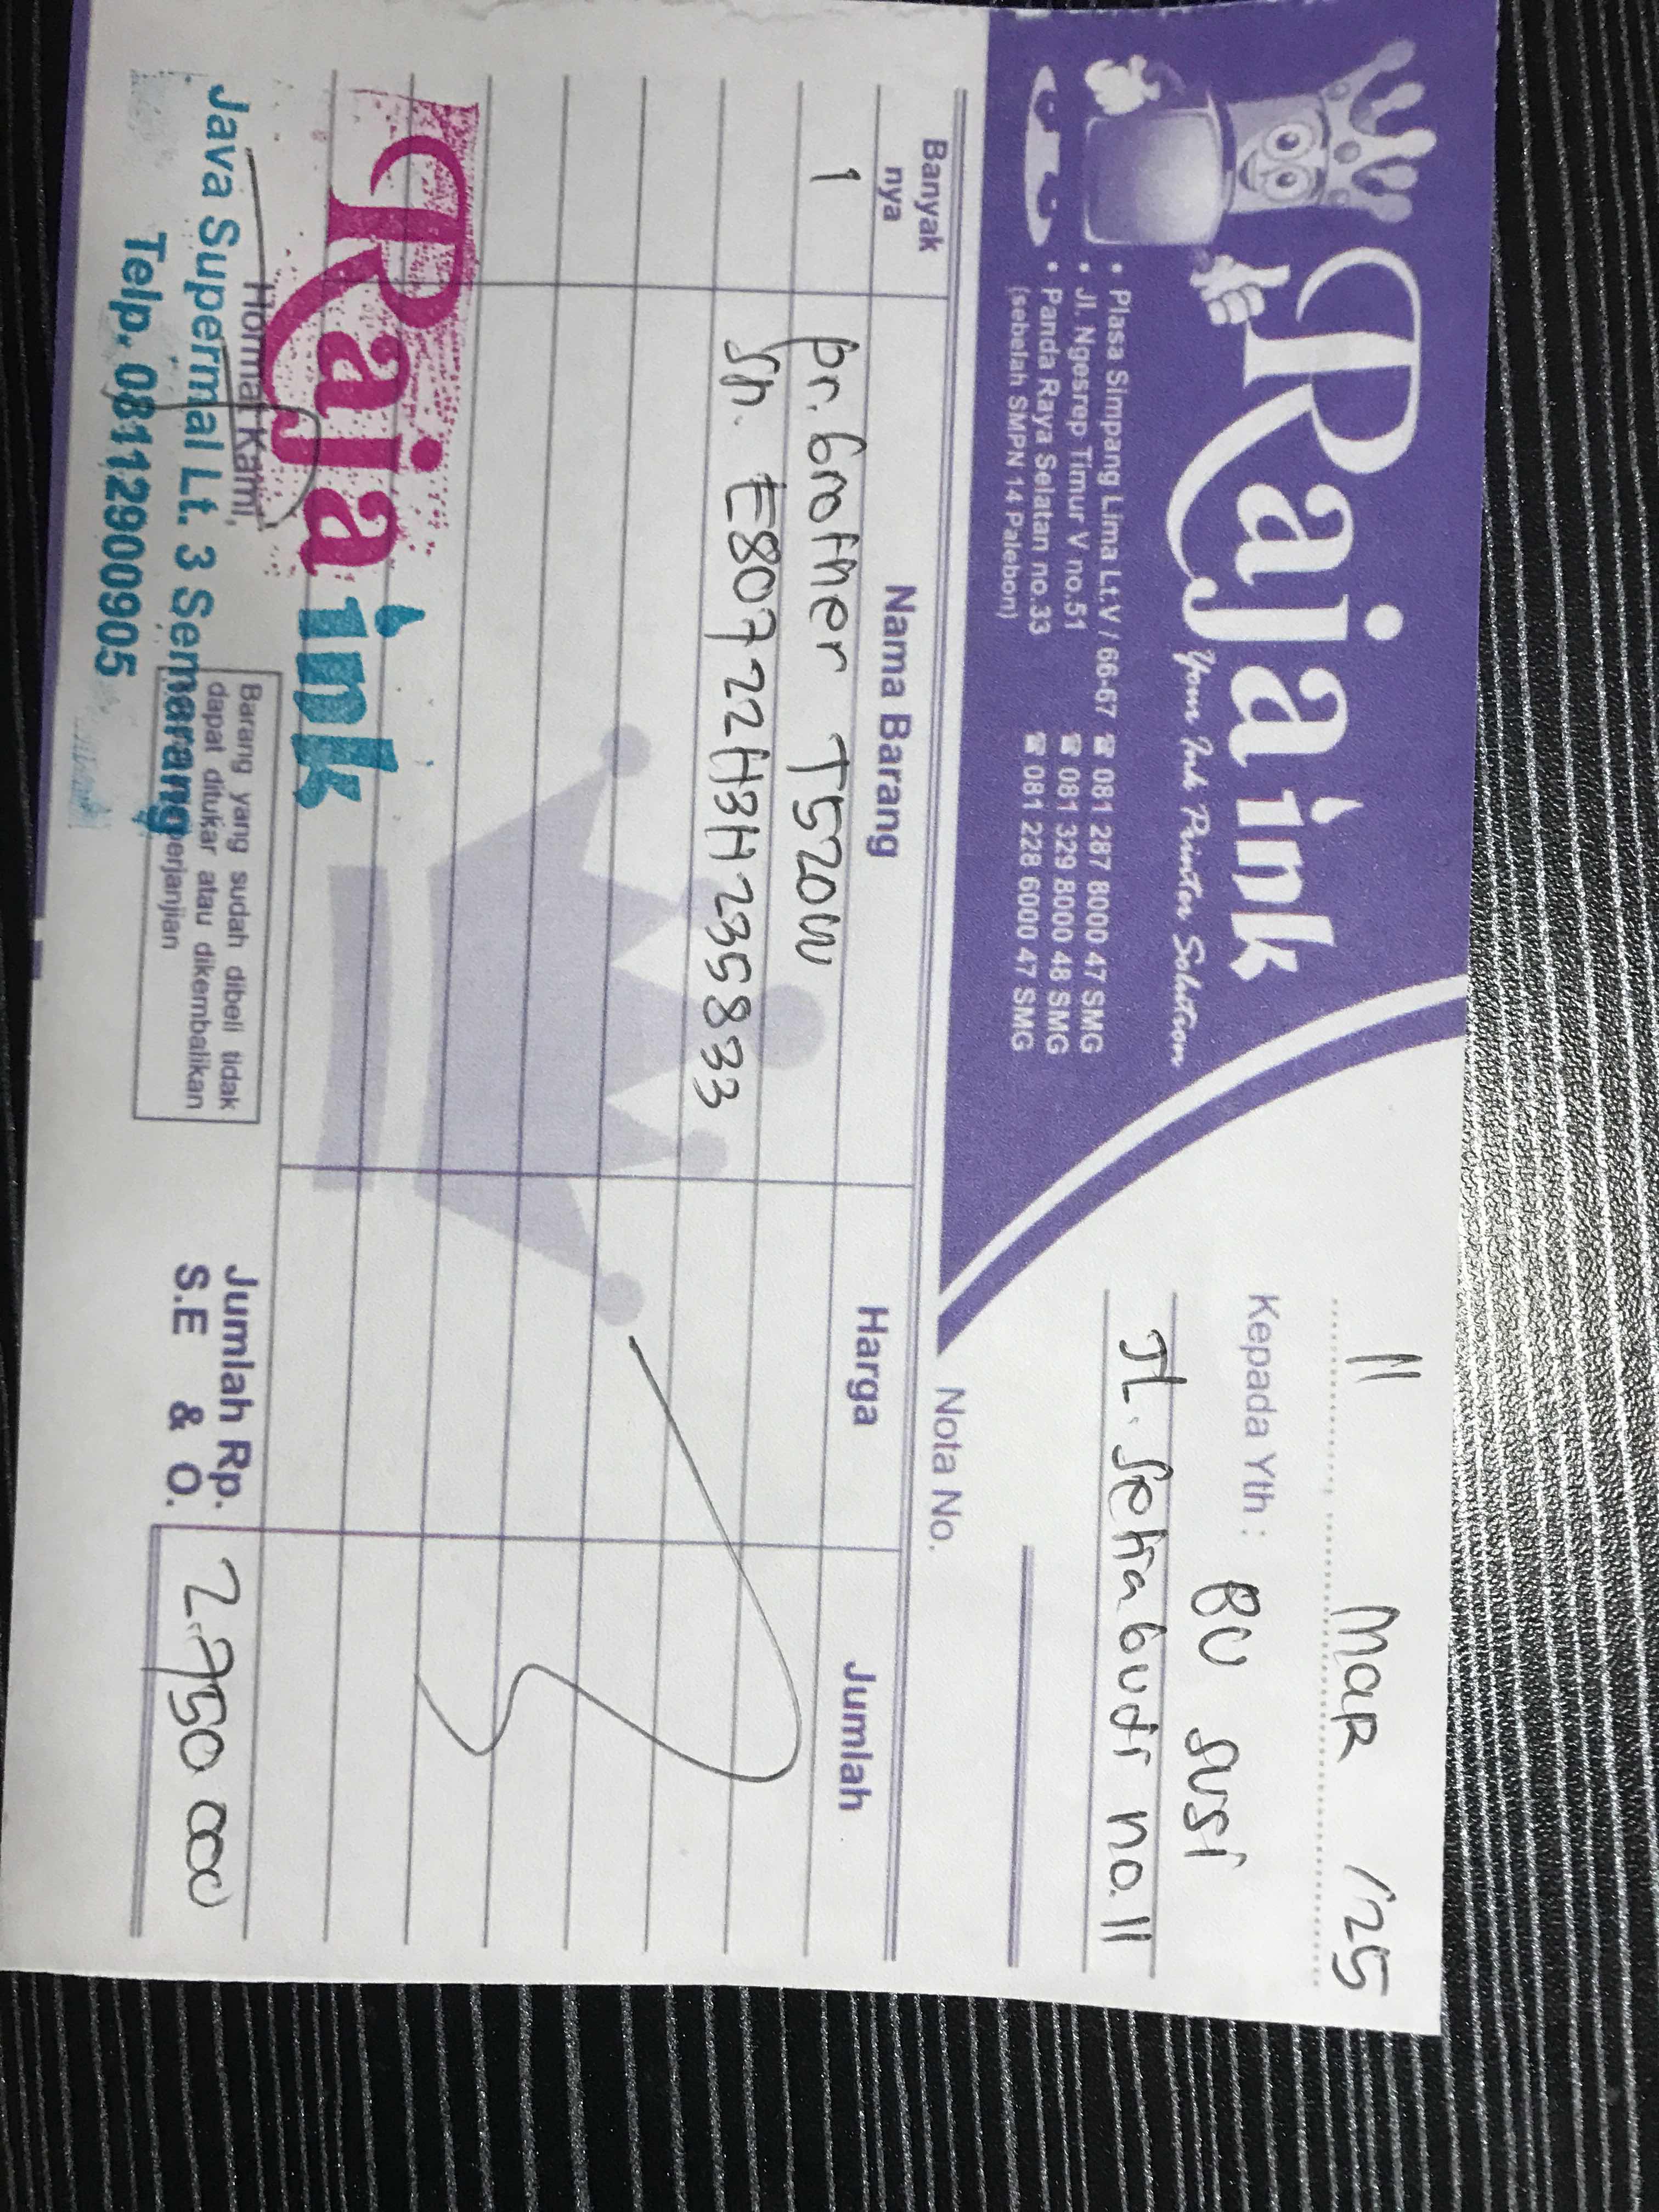 Raja ink
Your Ink Printer Solution
• Plasa Simpang Lima Lt.V / 66-67 ☎ 081 287 8000 47 SMG
• Jl. Ngesrep Timur V no.51 ☎ 081 329 8000 48 SMG
• Panda Raya Selatan no.33 ☎ 081 228 6000 47 SMG
(sebelah SMPN 14 Palebon)
11 Mar '25
Kepada Yth : BU SUSI
JL. Setia budi no. 11
Nota No.
Banyak nya Nama Barang Harga Jumlah
1 pr. brother T520W
Sn. E80722H3H235833
Raja ink
Hormat Kami,
Java Supermal Lt. 3 Semarang
Telp. 08112900905
Barang yang sudah dibeli tidak
dapat ditukar atau dikembalikan
perjanjian
Jumlah Rp. 2.950 000
S.E & O.